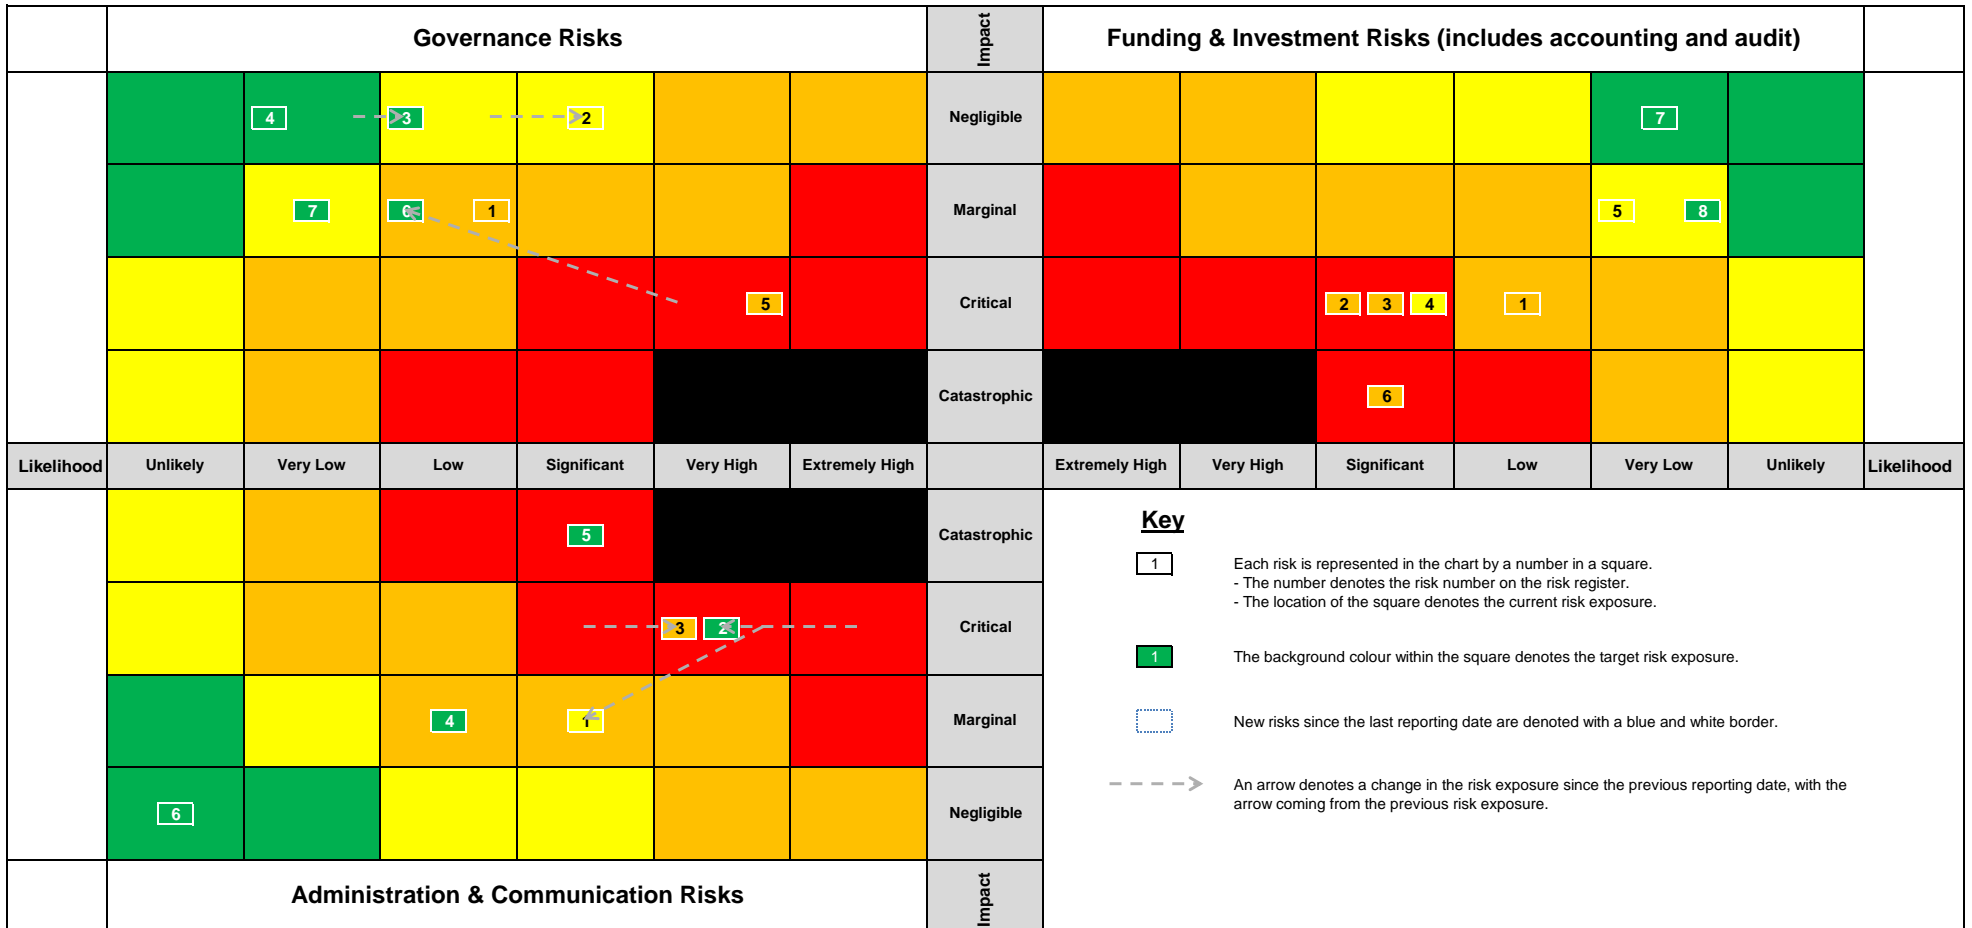 Governance Risks
Impact
Funding & Investment Risks (includes accounting and audit)
4
3
2
Negligible
7
7
6
1
Marginal
5
8
5
Critical
2
3
4
1
Catastrophic
6
Likelihood
Unlikely
Very Low
Low
Significant
Very High
Extremely High
Extremely High
Very High
Significant
Low
Very Low
Unlikely
Likelihood
5
Catastrophic
3
2
Critical
4
1
Marginal
6
Negligible
Administration & Communication Risks
Impact
Key
1
Each risk is represented in the chart by a number in a square.
- The number denotes the risk number on the risk register.
- The location of the square denotes the current risk exposure.
1
The background colour within the square denotes the target risk exposure.
New risks since the last reporting date are denoted with a blue and white border.
An arrow denotes a change in the risk exposure since the previous reporting date, with the
arrow coming from the previous risk exposure.